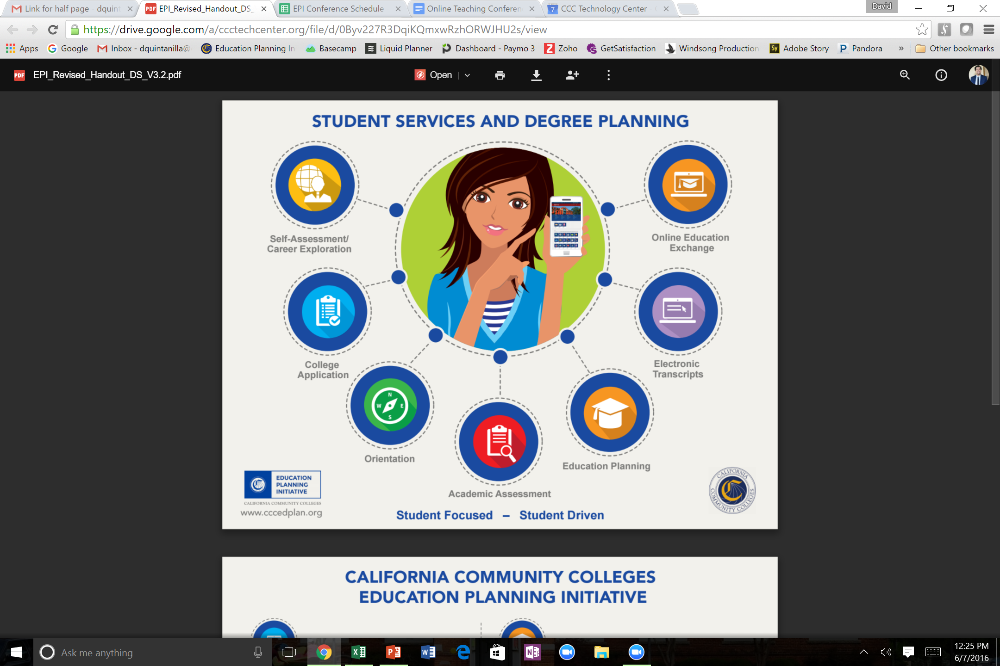 Link for half page - dquint
EPI_Revised_Handout_DS_
EPI Conference Schedule -
Online Teaching Conferen
CCC Technology Center -
David
https://drive.google.com/a/ccctechcenter.org/file/d/0Byv227R3DqiKQmxwRzhORWJHU2s/view
Apps
Google
Inbox - dquintanilla@
Education Planning In
Basecamp
Liquid Planner
Dashboard - Paymo 3
Zoho
GetSatisfaction
Windsong Production
Adobe Story
Pandora
»
Other bookmarks
PDF
EPI_Revised_Handout_DS_V3.2.pdf
Open
STUDENT SERVICES AND DEGREE PLANNING
Self-Assessment/
Career Exploration
Online Education
Exchange
College
Application
Electronic
Transcripts
N
W E
S
Orientation
Education Planning
Academic Assessment
EDUCATION
PLANNING
INITIATIVE
CALIFORNIA COMMUNITY COLLEGES
www.cccedplan.org
Student Focused – Student Driven
CALIFORNIA
COMMUNITY COLLEGES
CALIFORNIA COMMUNITY COLLEGES
EDUCATION PLANNING INITIATIVE
Ask me anything
12:25 PM
6/7/2016